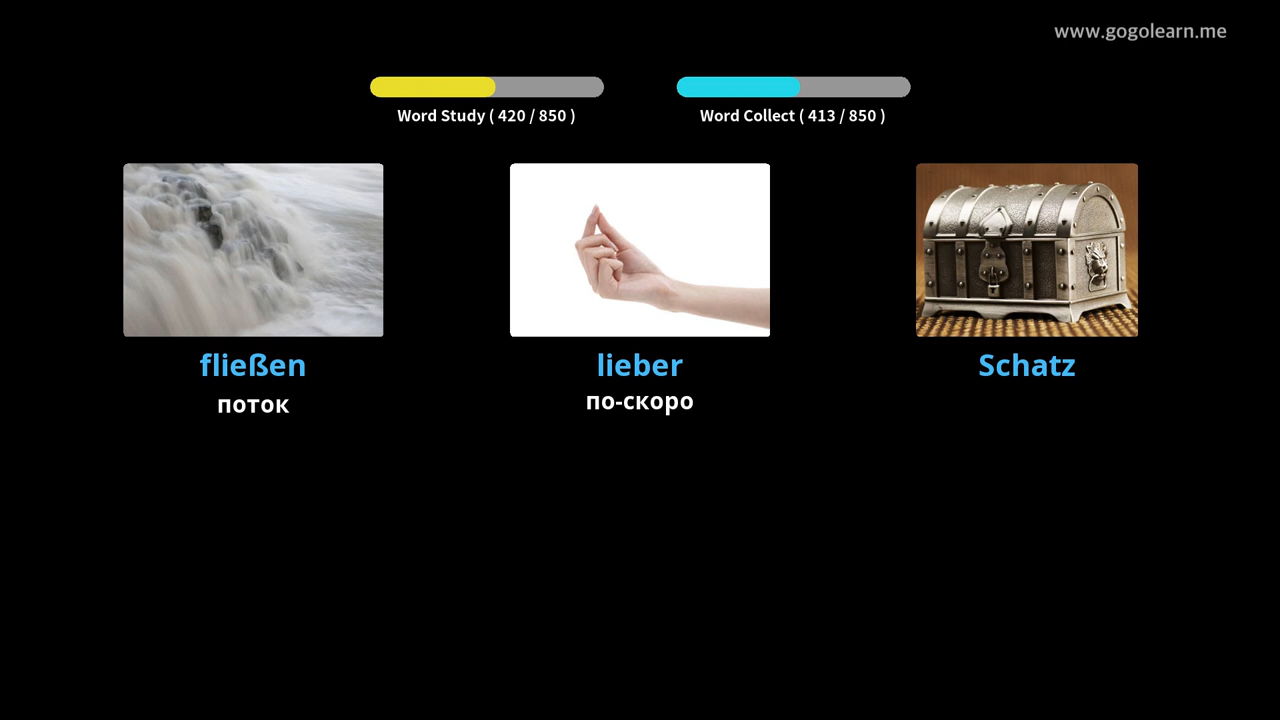 www.gogolearn.me
Word Study ( 420 / 850 )
Word Collect ( 413 / 850 )
fließen
lieber
Schatz
поток
по-скоро